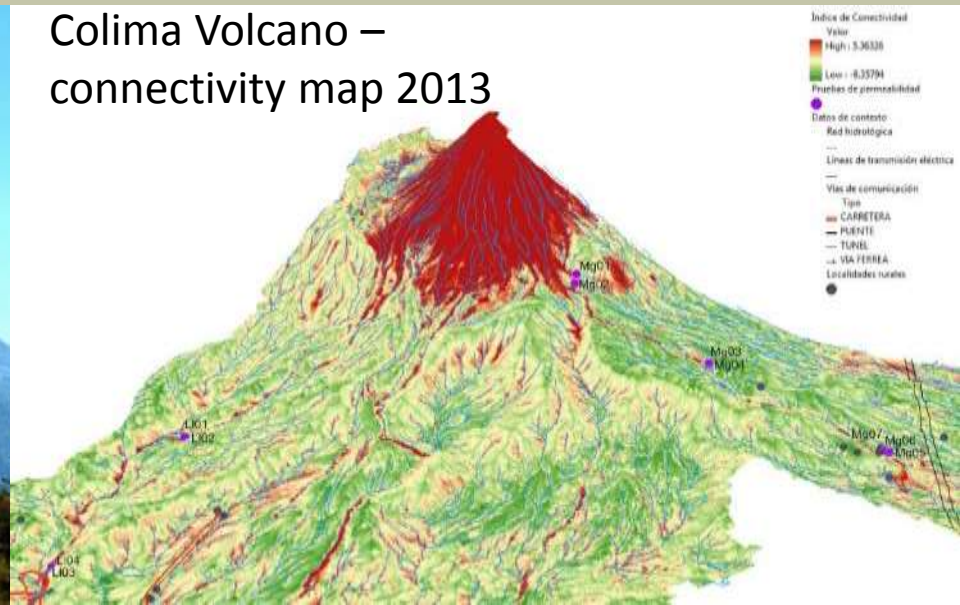 Colima Volcano –
connectivity map 2013
Índice de Conectividad
Valor
High : 5.36328
Low : -8.35794
Pruebas de permeabilidad
Datos de contexto
Red hidrológica
Líneas de transmisión eléctrica
Vías de comunicación
Tipo
CARRETERA
PUENTE
TUNEL
VIA FERREA
Localidades rurales
Mg01
Mg02
Mg03
Mg04
LI01
LI02
Mg07
Mg06
Mg05
LI04
LI03